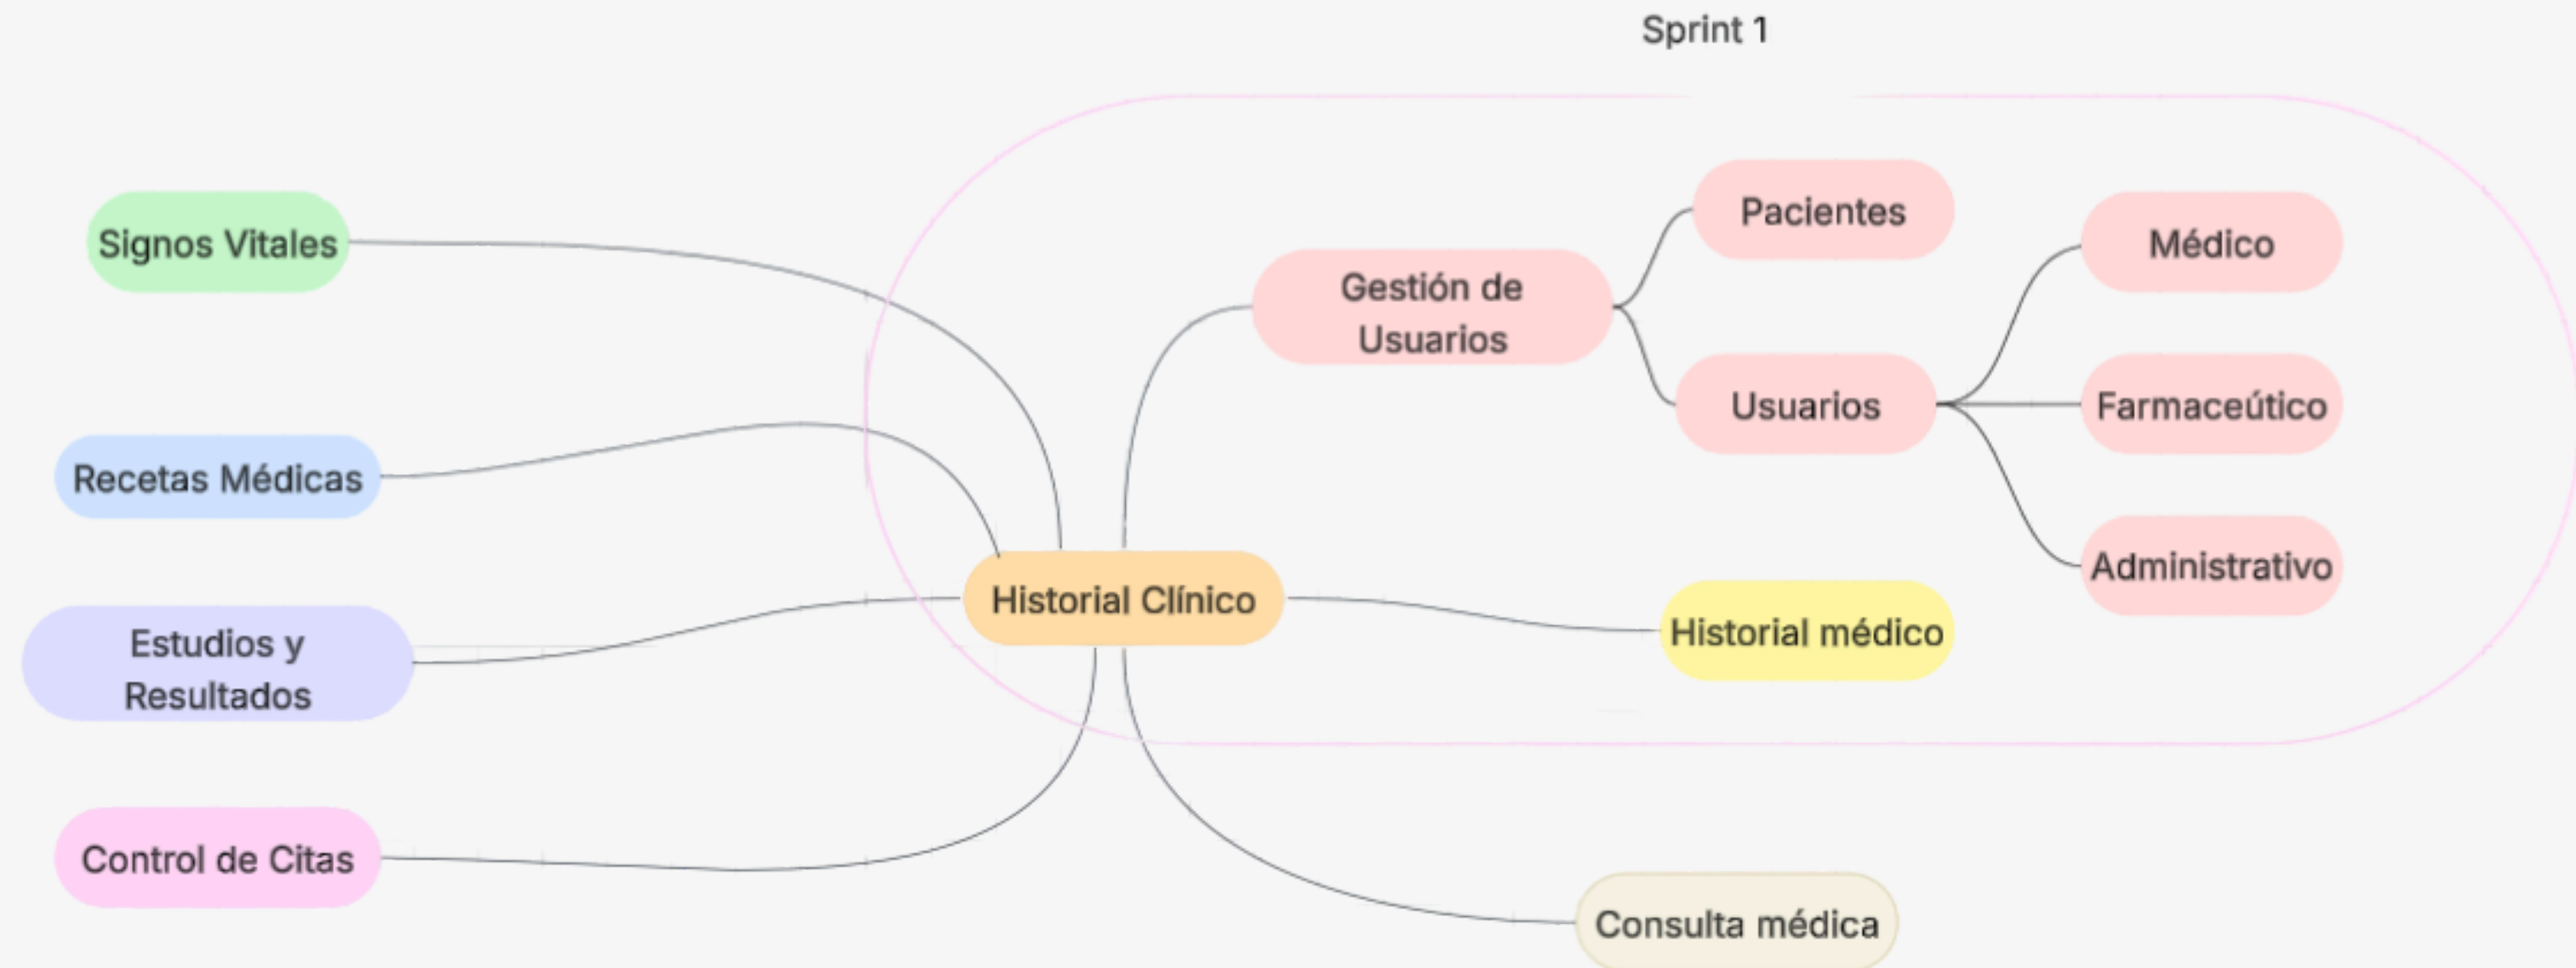 Sprint 1
Signos Vitales
Recetas Médicas
Estudios y
Resultados
Control de Citas
Historial Clínico
Gestión de
Usuarios
Pacientes
Usuarios
Médico
Farmaceútico
Administrativo
Historial médico
Consulta médica